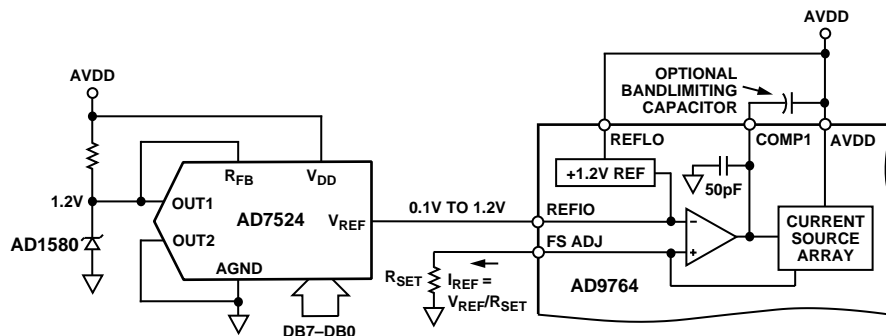 AVDD
OPTIONAL
BANDLIMITING
CAPACITOR
AVDD
REFLO
COMP1
AVDD
+1.2V REF
50pF
RFB
VDD
1.2V
OUT1
AD7524
VREF
0.1V TO 1.2V
REFIO
–
CURRENT
SOURCE
ARRAY
AD1580
OUT2
FS ADJ
+
AGND
RSET
IREF =
VREF/RSET
AD9764
DB7–DB0